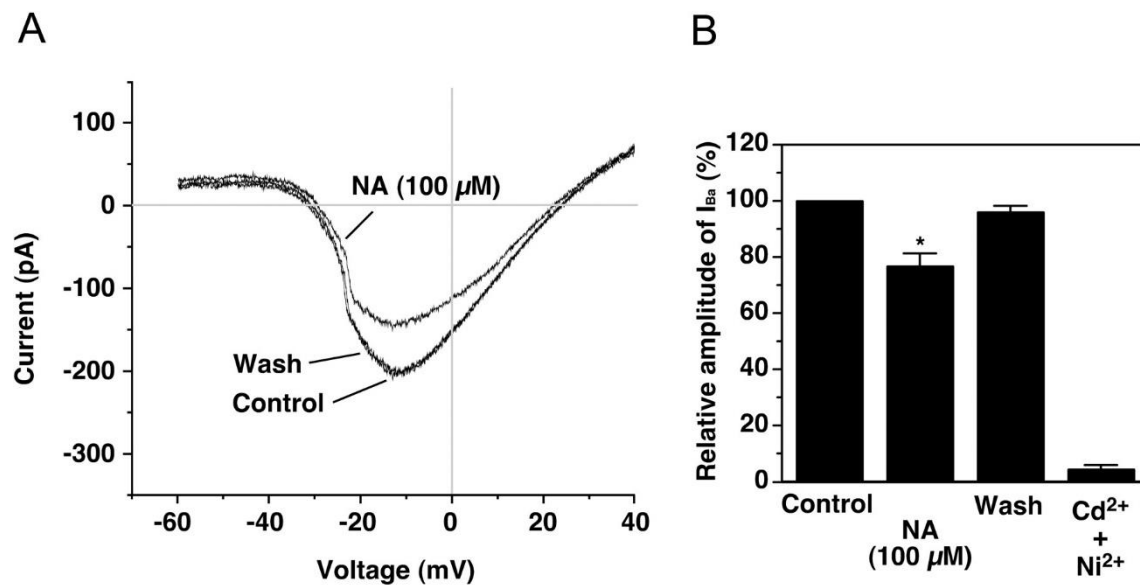 A
B
100
0
-100
-200
-300
Current (pA)
NA (100 µM)
Wash
Control
-60
-40
-20
0
20
40
Voltage (mV)
120
100
80
60
40
20
0
Relative amplitude of IBa (%)
*
Control
NA
(100 µM)
Wash
Cd²⁺
+
Ni²⁺